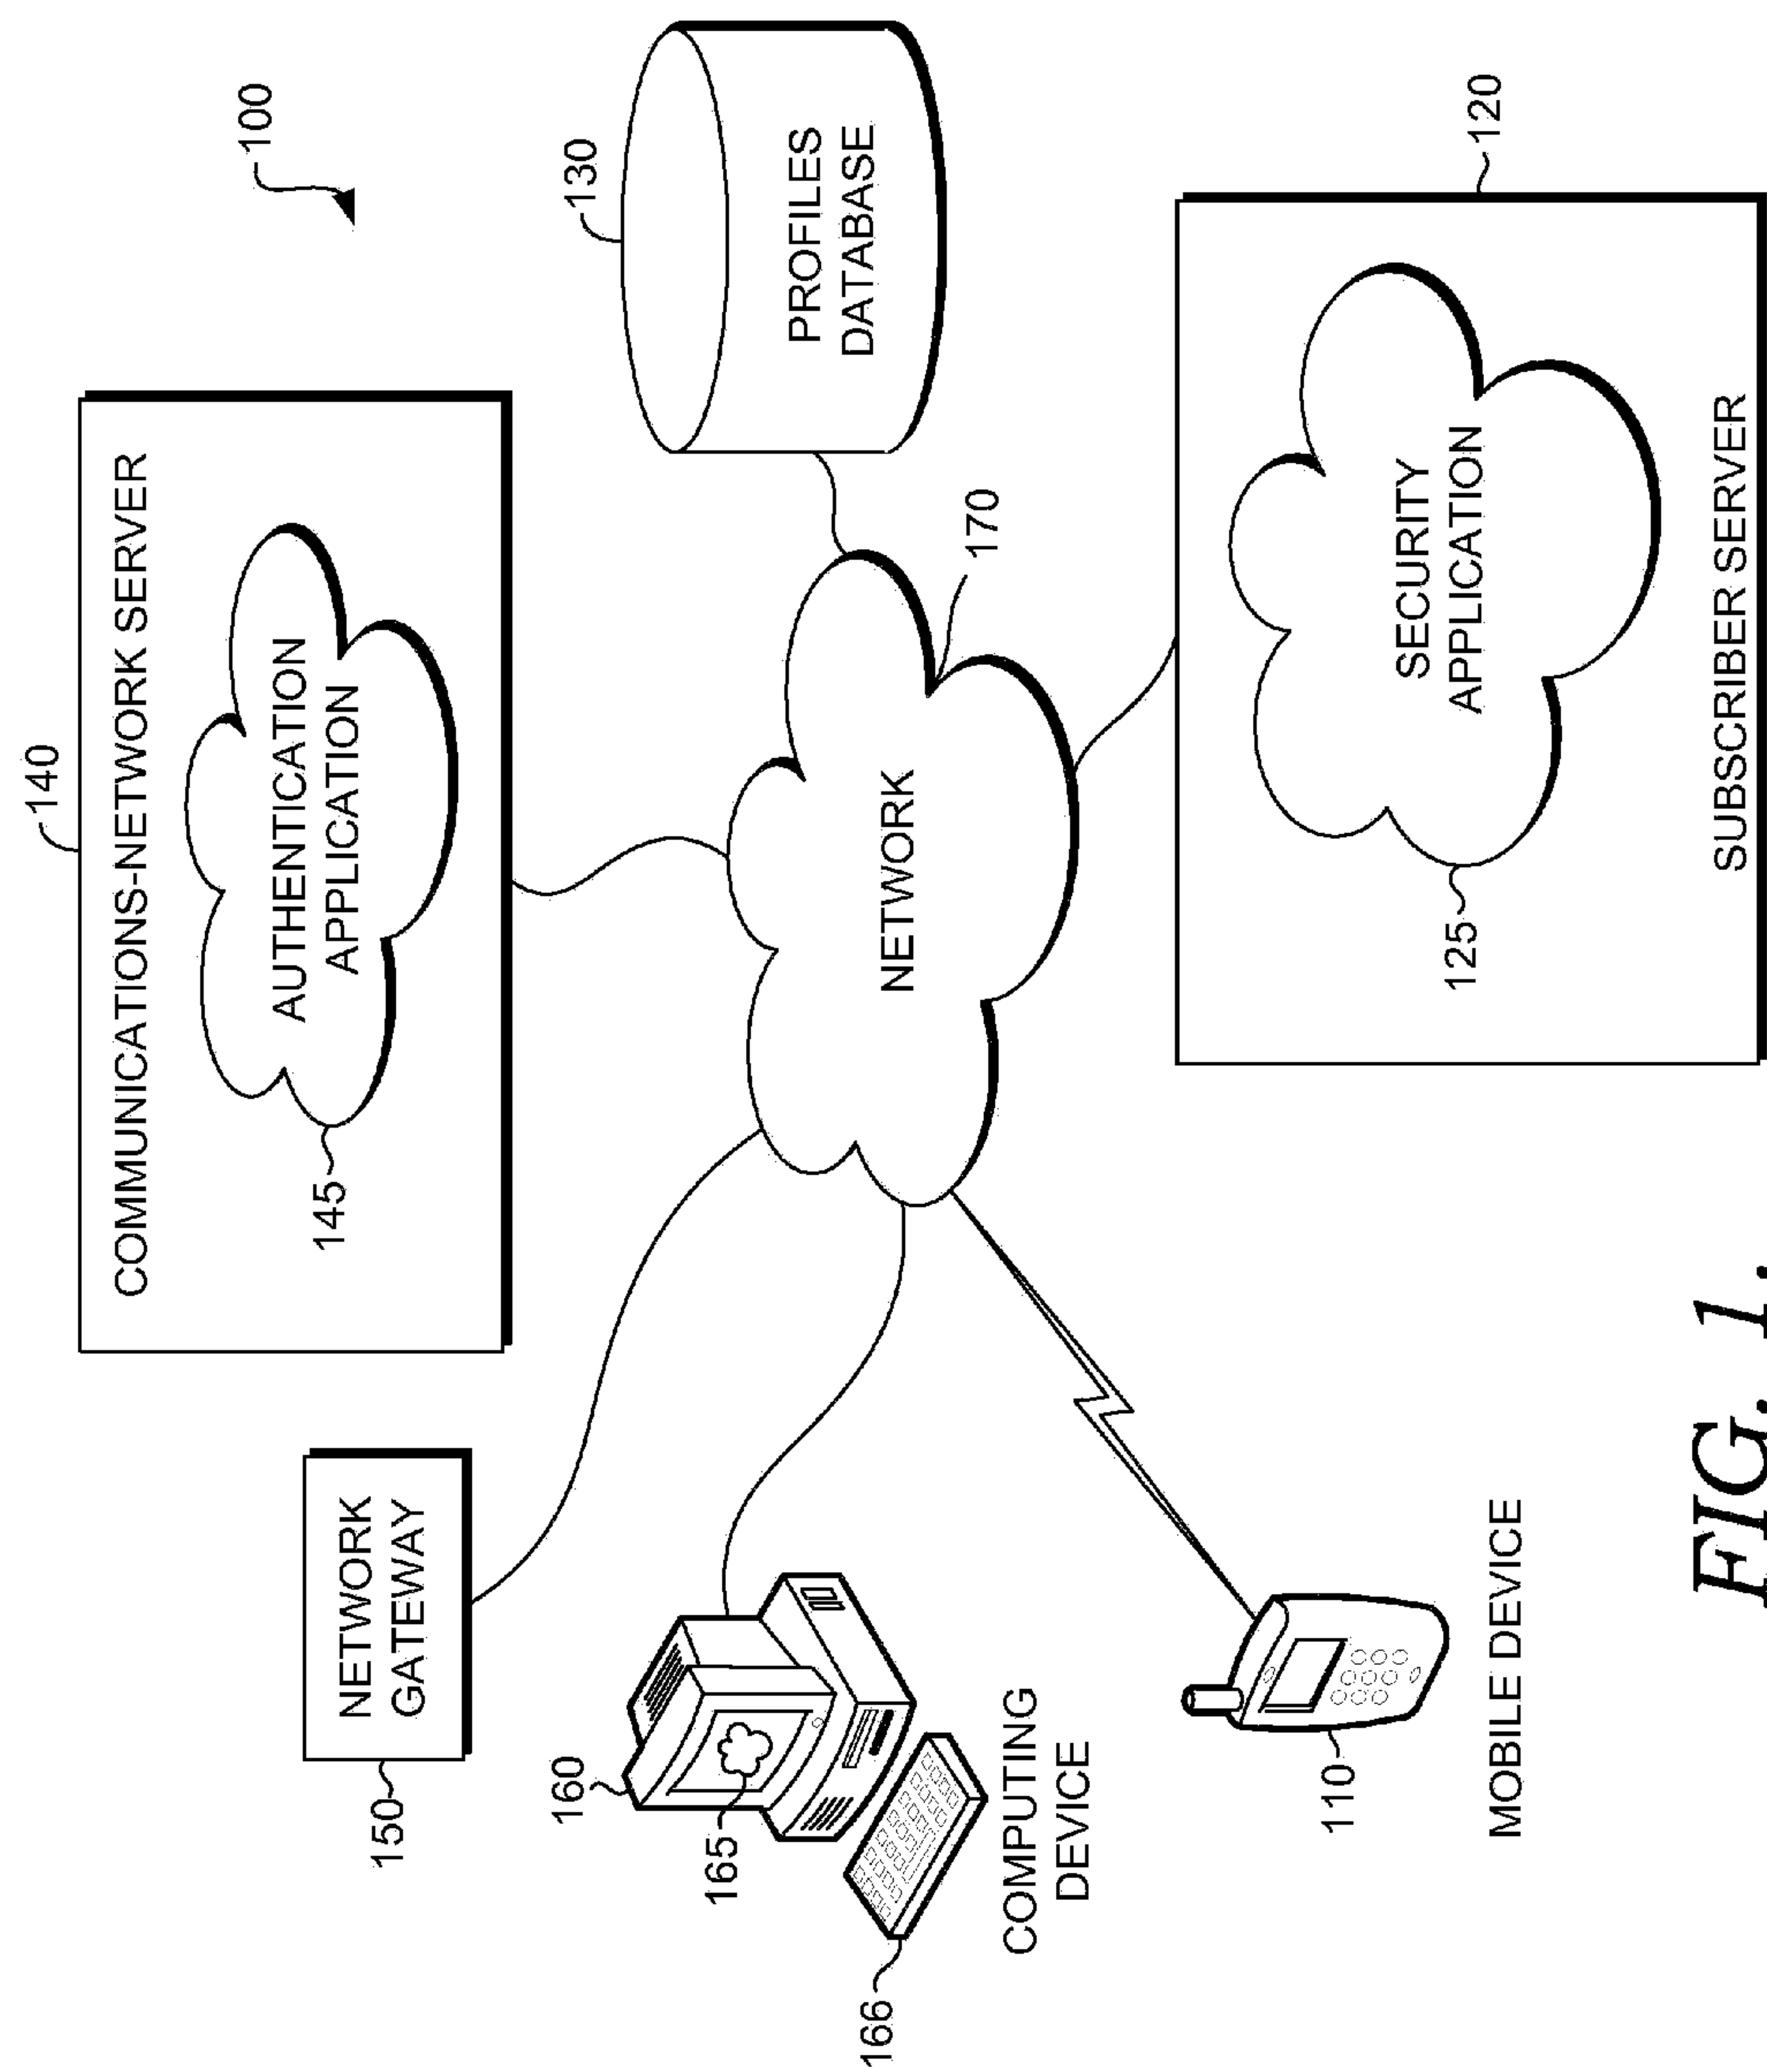 100
140
COMMUNICATIONS-NETWORK SERVER
AUTHENTICATION
APPLICATION
145
150
NETWORK
GATEWAY
130
PROFILES
DATABASE
160
165
166
COMPUTING
DEVICE
NETWORK
170
110
MOBILE DEVICE
120
SECURITY
APPLICATION
125
SUBSCRIBER SERVER
FIG. 1.